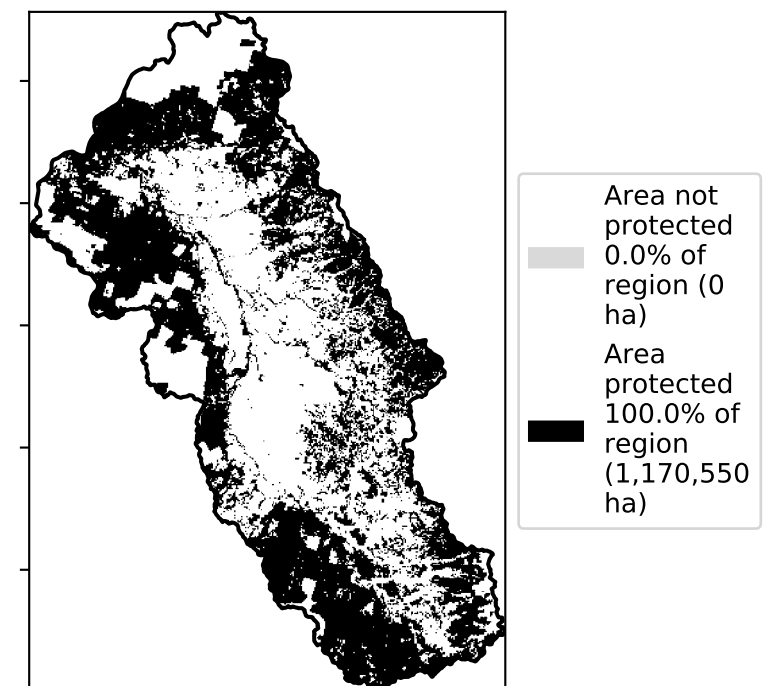 Area not
protected
0.0% of
region (0
ha)
Area
protected
100.0% of
region
(1,170,550
ha)